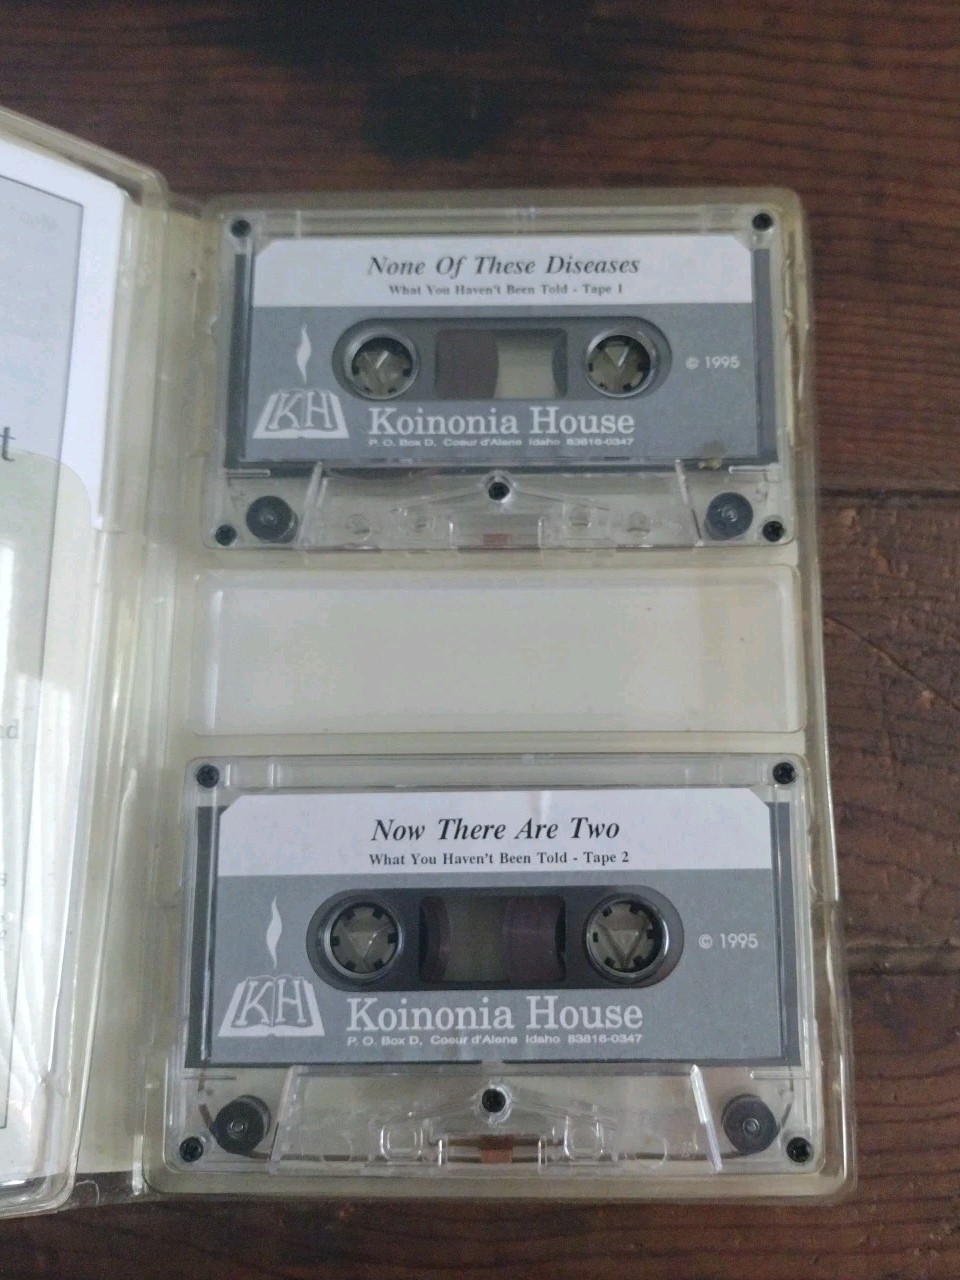 None Of These Diseases
What You Haven't Been Told - Tape 1
© 1995
KH
Koinonia House
P. O. Box D, Coeur d'Alene Idaho 83816-0347
Now There Are Two
What You Haven't Been Told - Tape 2
© 1995
KH
Koinonia House
P. O. Box D, Coeur d'Alene Idaho 83816-0347